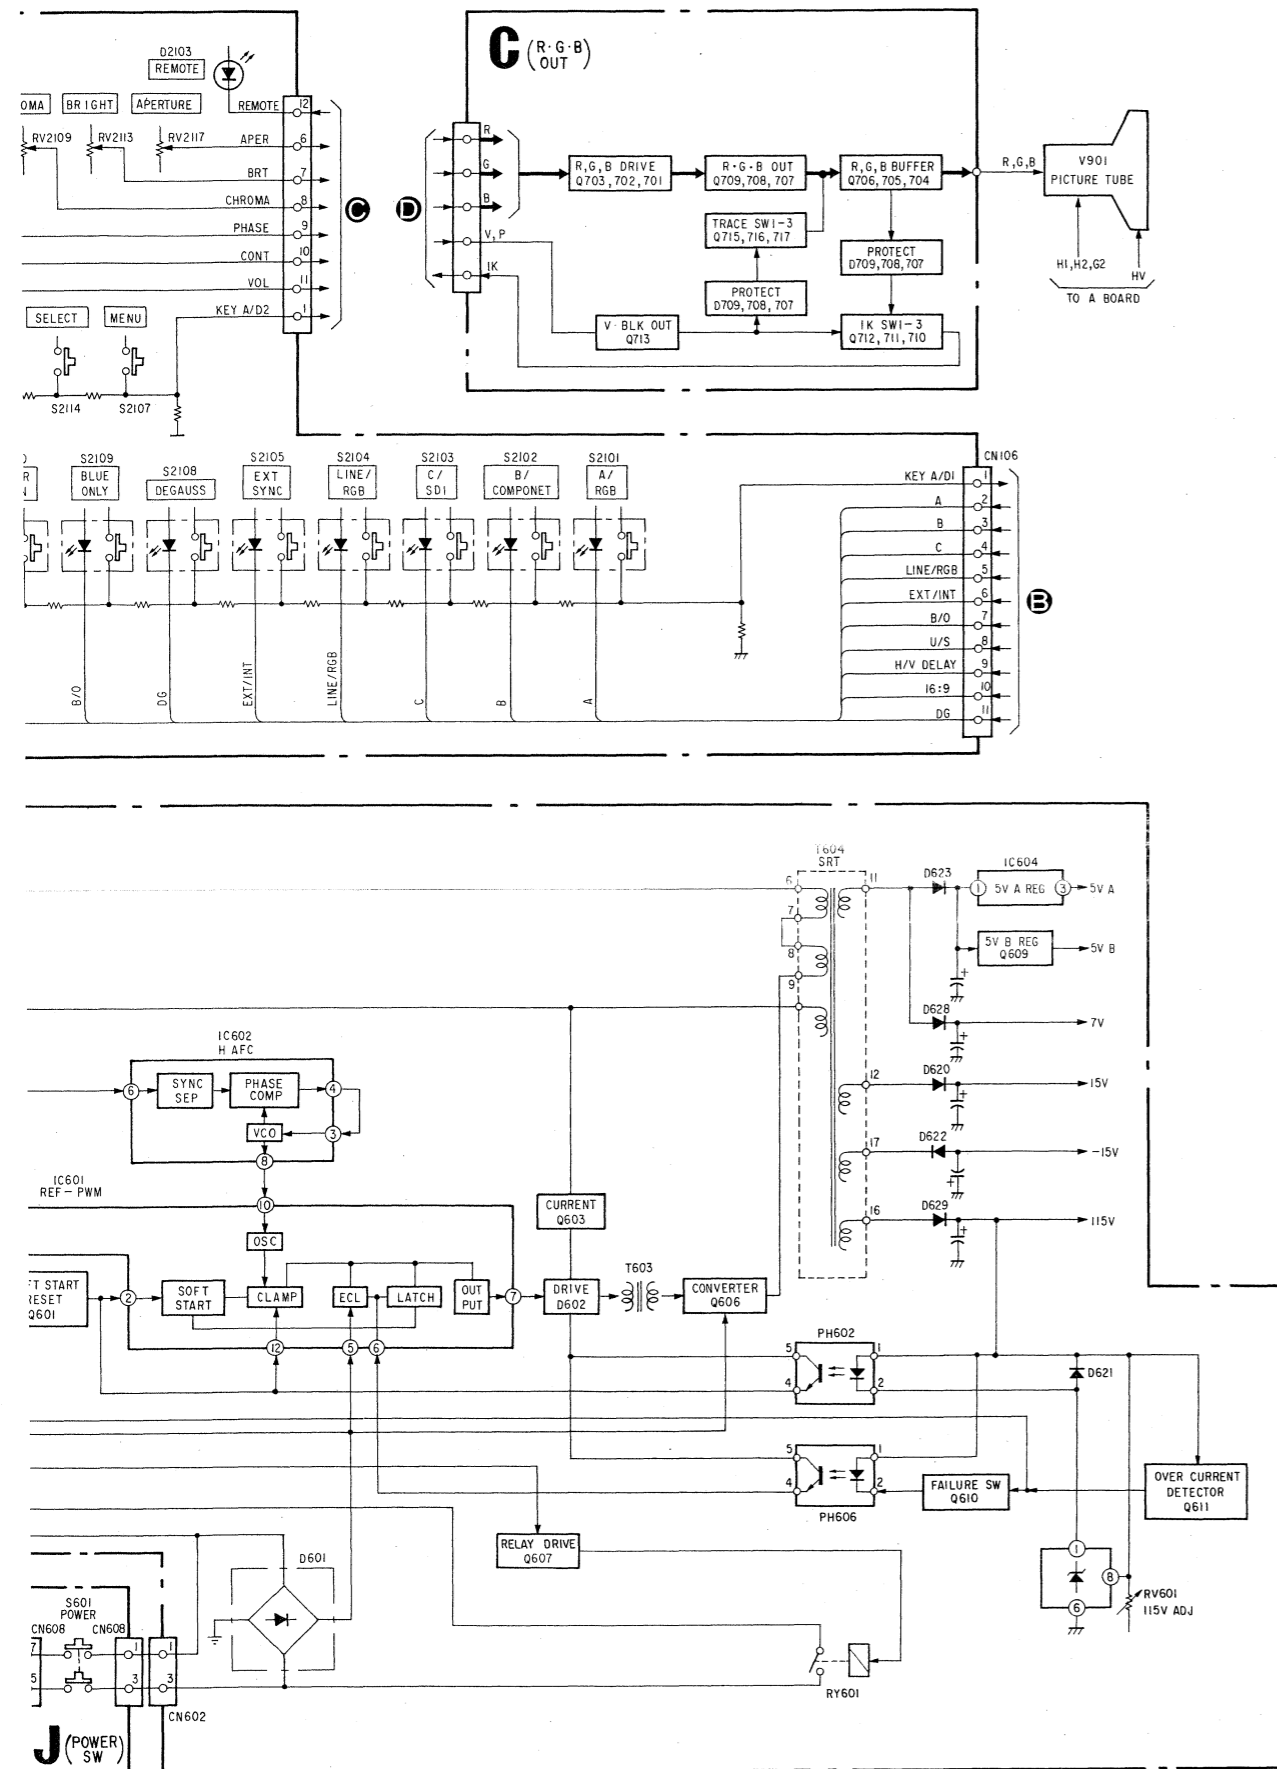 D2103
REMOTE
OMA
BRIGHT
APERTURE
RV2109
RV2113
RV2117
REMOTE 12
APER 6
BRT 7
CHROMA 8
PHASE 9
CONT 10
VOL 11
KEY A/D2 1
C
SELECT
MENU
S2114
S2107
C (R·G·B) OUT
D
R
G
B
V,P
IK
R,G,B DRIVE
Q703,702,701
R·G·B OUT
Q709,708,707
R,G,B BUFFER
Q706,705,704
TRACE SW1-3
Q715,716,717
PROTECT
D709,708,707
PROTECT
D709,708,707
V·BLK OUT
Q713
IK SW1-3
Q712,711,710
R,G,B
V901
PICTURE TUBE
H1,H2,G2
HV
TO A BOARD
R
N
S2109
BLUE
ONLY
S2108
DEGAUSS
S2105
EXT
SYNC
S2104
LINE/
RGB
S2103
C/
SDI
S2102
B/
COMPONET
S2101
A/
RGB
CN106
KEY A/D1 1
A 2
B 3
C 4
LINE/RGB 5
EXT/INT 6
B/O 7
U/S 8
H/V DELAY 9
16:9 10
DG 11
B
B/O
DG
EXT/INT
LINE/RGB
C
B
A
T604
SRT
6
7
8
9
11
12
17
16
D623
IC604
1 5V A REG 3
5V A
5V B REG
Q609
5V B
D628
7V
D620
15V
D622
-15V
D629
115V
IC602
H AFC
6
SYNC
SEP
PHASE
COMP
4
VCO
3
8
IC601
REF-PWM
10
OSC
FT START
RESET
Q601
2
SOFT
START
CLAMP
ECL
LATCH
OUT
PUT
7
12
5
6
CURRENT
Q603
DRIVE
D602
T603
CONVERTER
Q606
PH602
5
4
1
2
D621
PH606
5
4
1
2
FAILURE SW
Q610
OVER CURRENT
DETECTOR
Q611
RELAY DRIVE
Q607
1
8
6
RV601
115V ADJ
D601
S601
POWER
CN608
CN608
7
5
1
3
1
3
CN602
RY601
J (POWER) SW